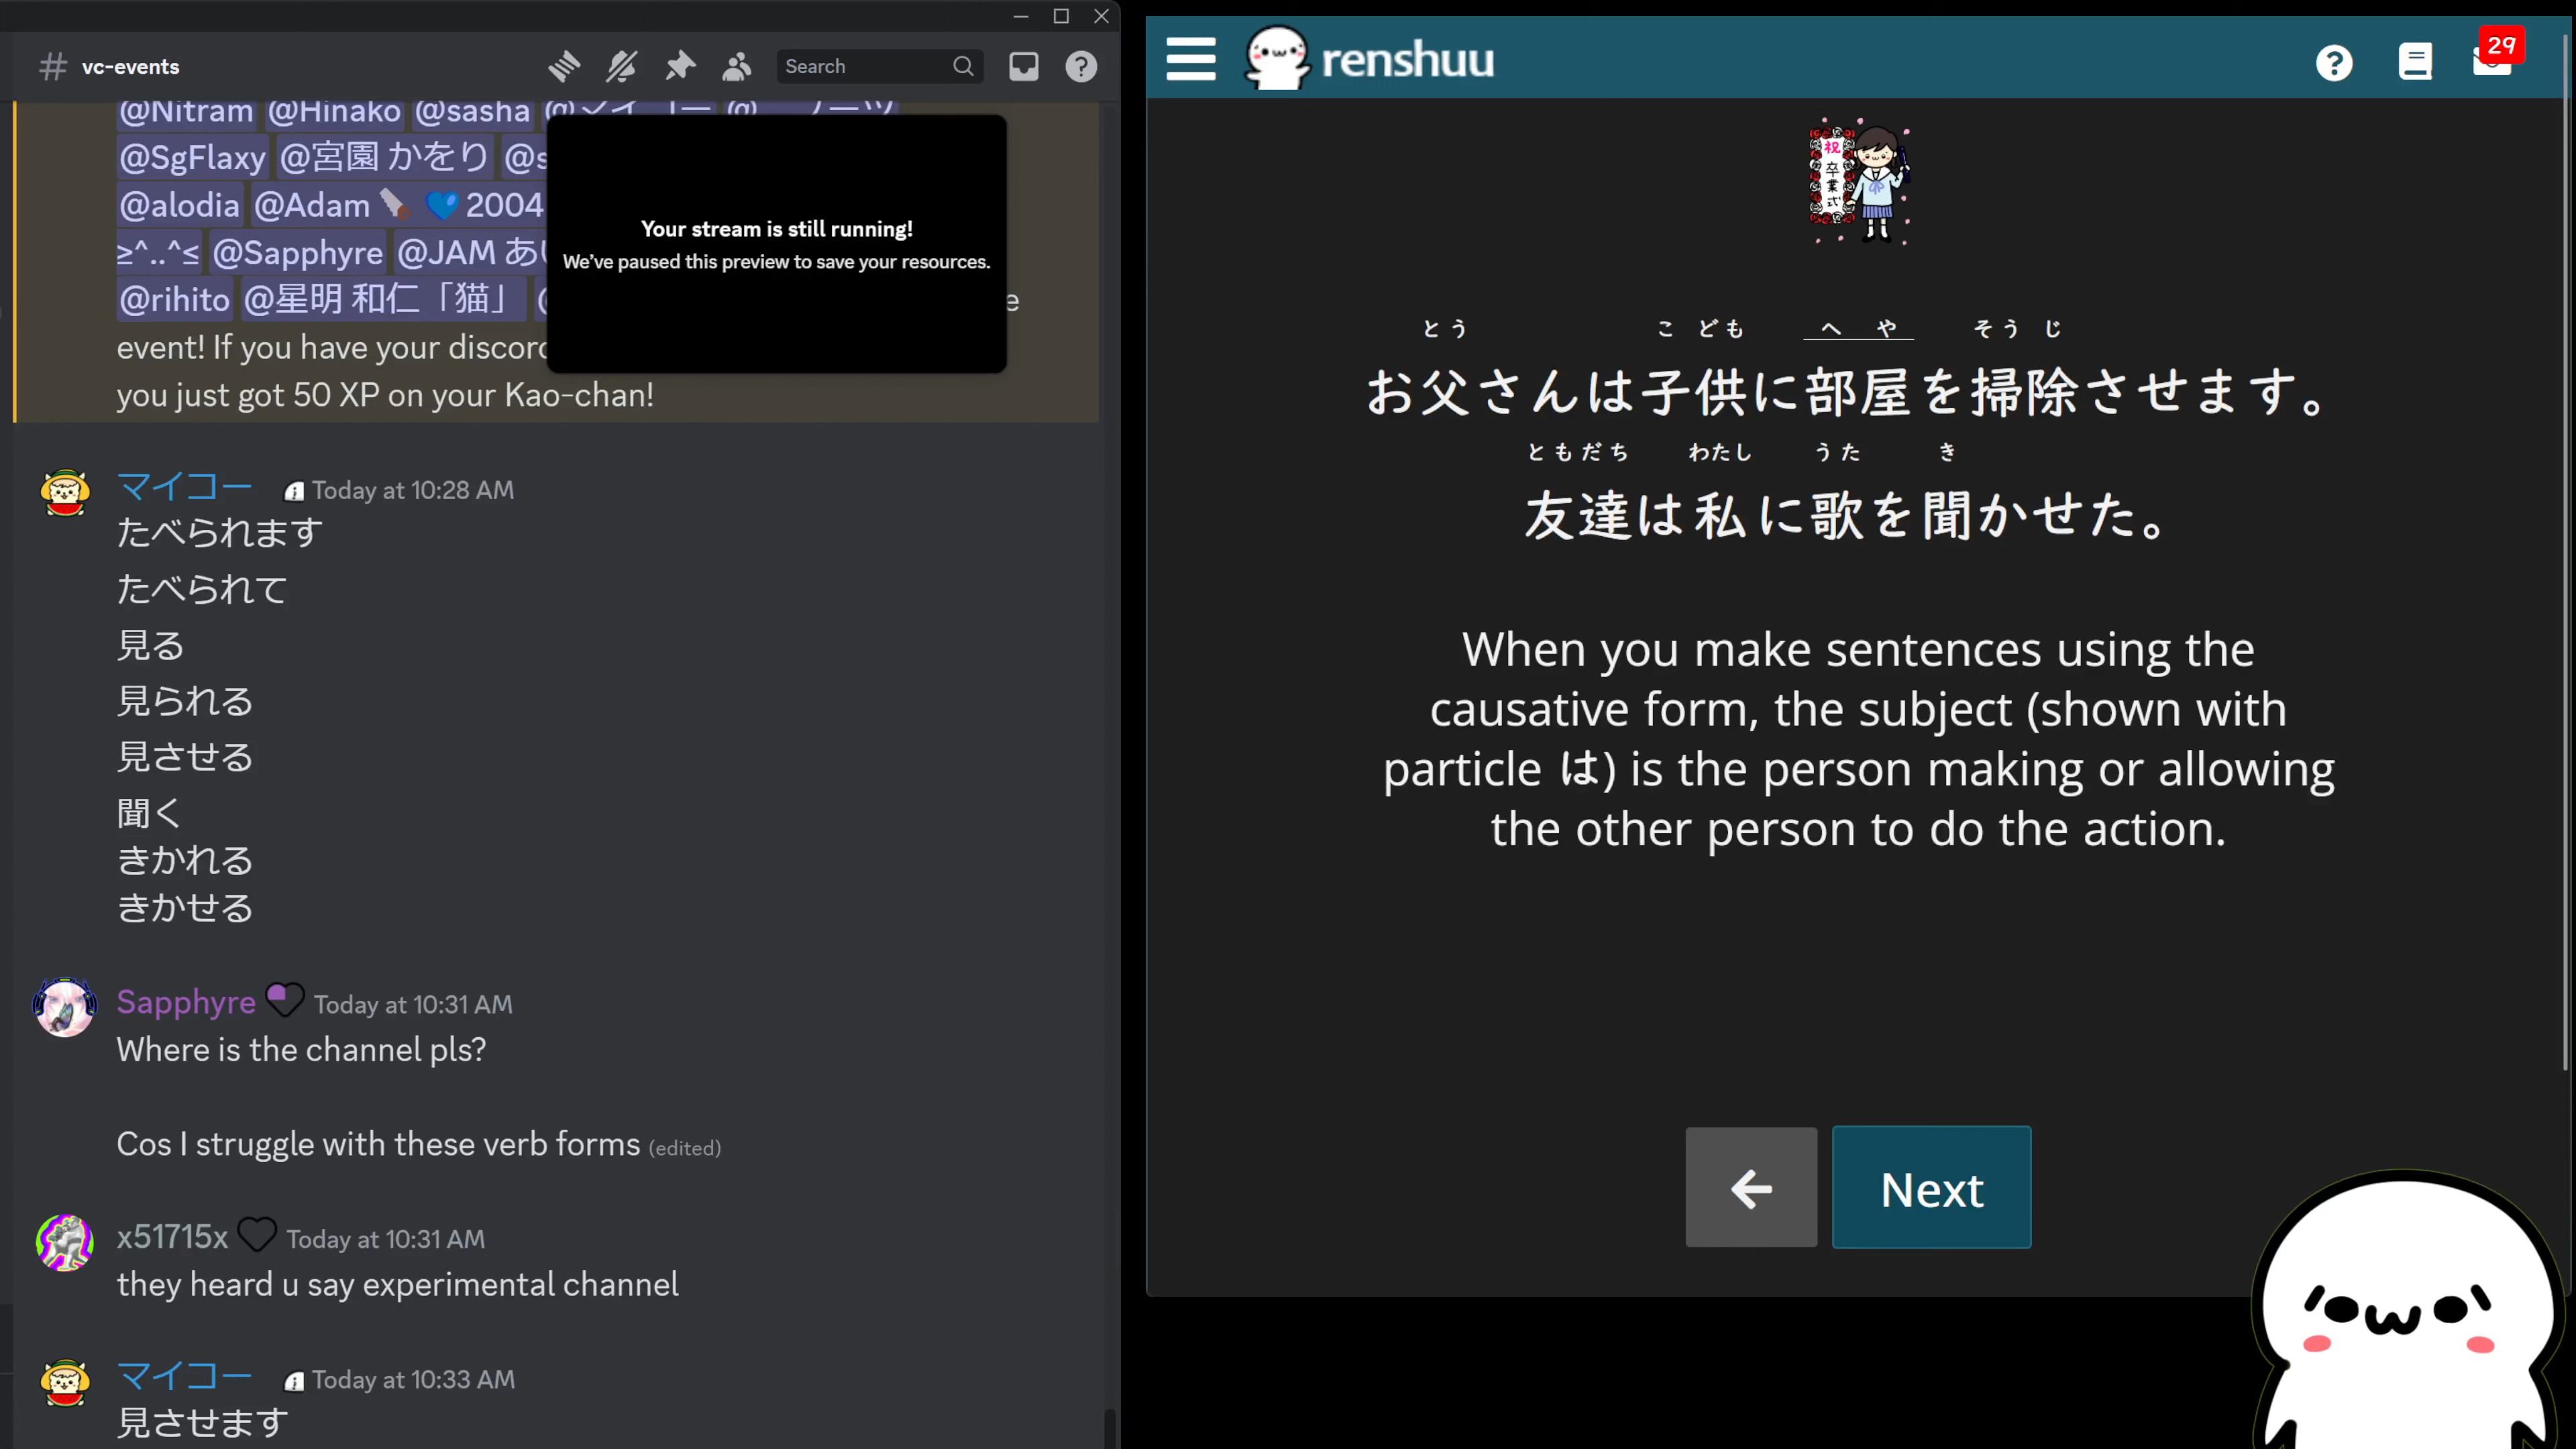 vc-events
Search
@Nitram @Hinako @sasha
@SgFlaxy @宮園 かをり @s
@alodia @Adam 2004
≥^..^≤ @Sapphyre @JAM あ
@rihito @星明 和仁「猫」 e
event! If you have your discord
you just got 50 XP on your Kao-chan!
Your stream is still running!
We've paused this preview to save your resources.
マイコー Today at 10:28 AM
たべられます
たべられて
見る
見られる
見させる
聞く
きかれる
きかせる
Sapphyre Today at 10:31 AM
Where is the channel pls?
Cos I struggle with these verb forms (edited)
x51715x Today at 10:31 AM
they heard u say experimental channel
マイコー Today at 10:33 AM
見させます
renshuu
29
祝
卒業式
とう こども へや そうじ
お父さんは子供に部屋を掃除させます。
ともだち わたし うた き
友達は私に歌を聞かせた。
When you make sentences using the
causative form, the subject (shown with
particle は) is the person making or allowing
the other person to do the action.
Next